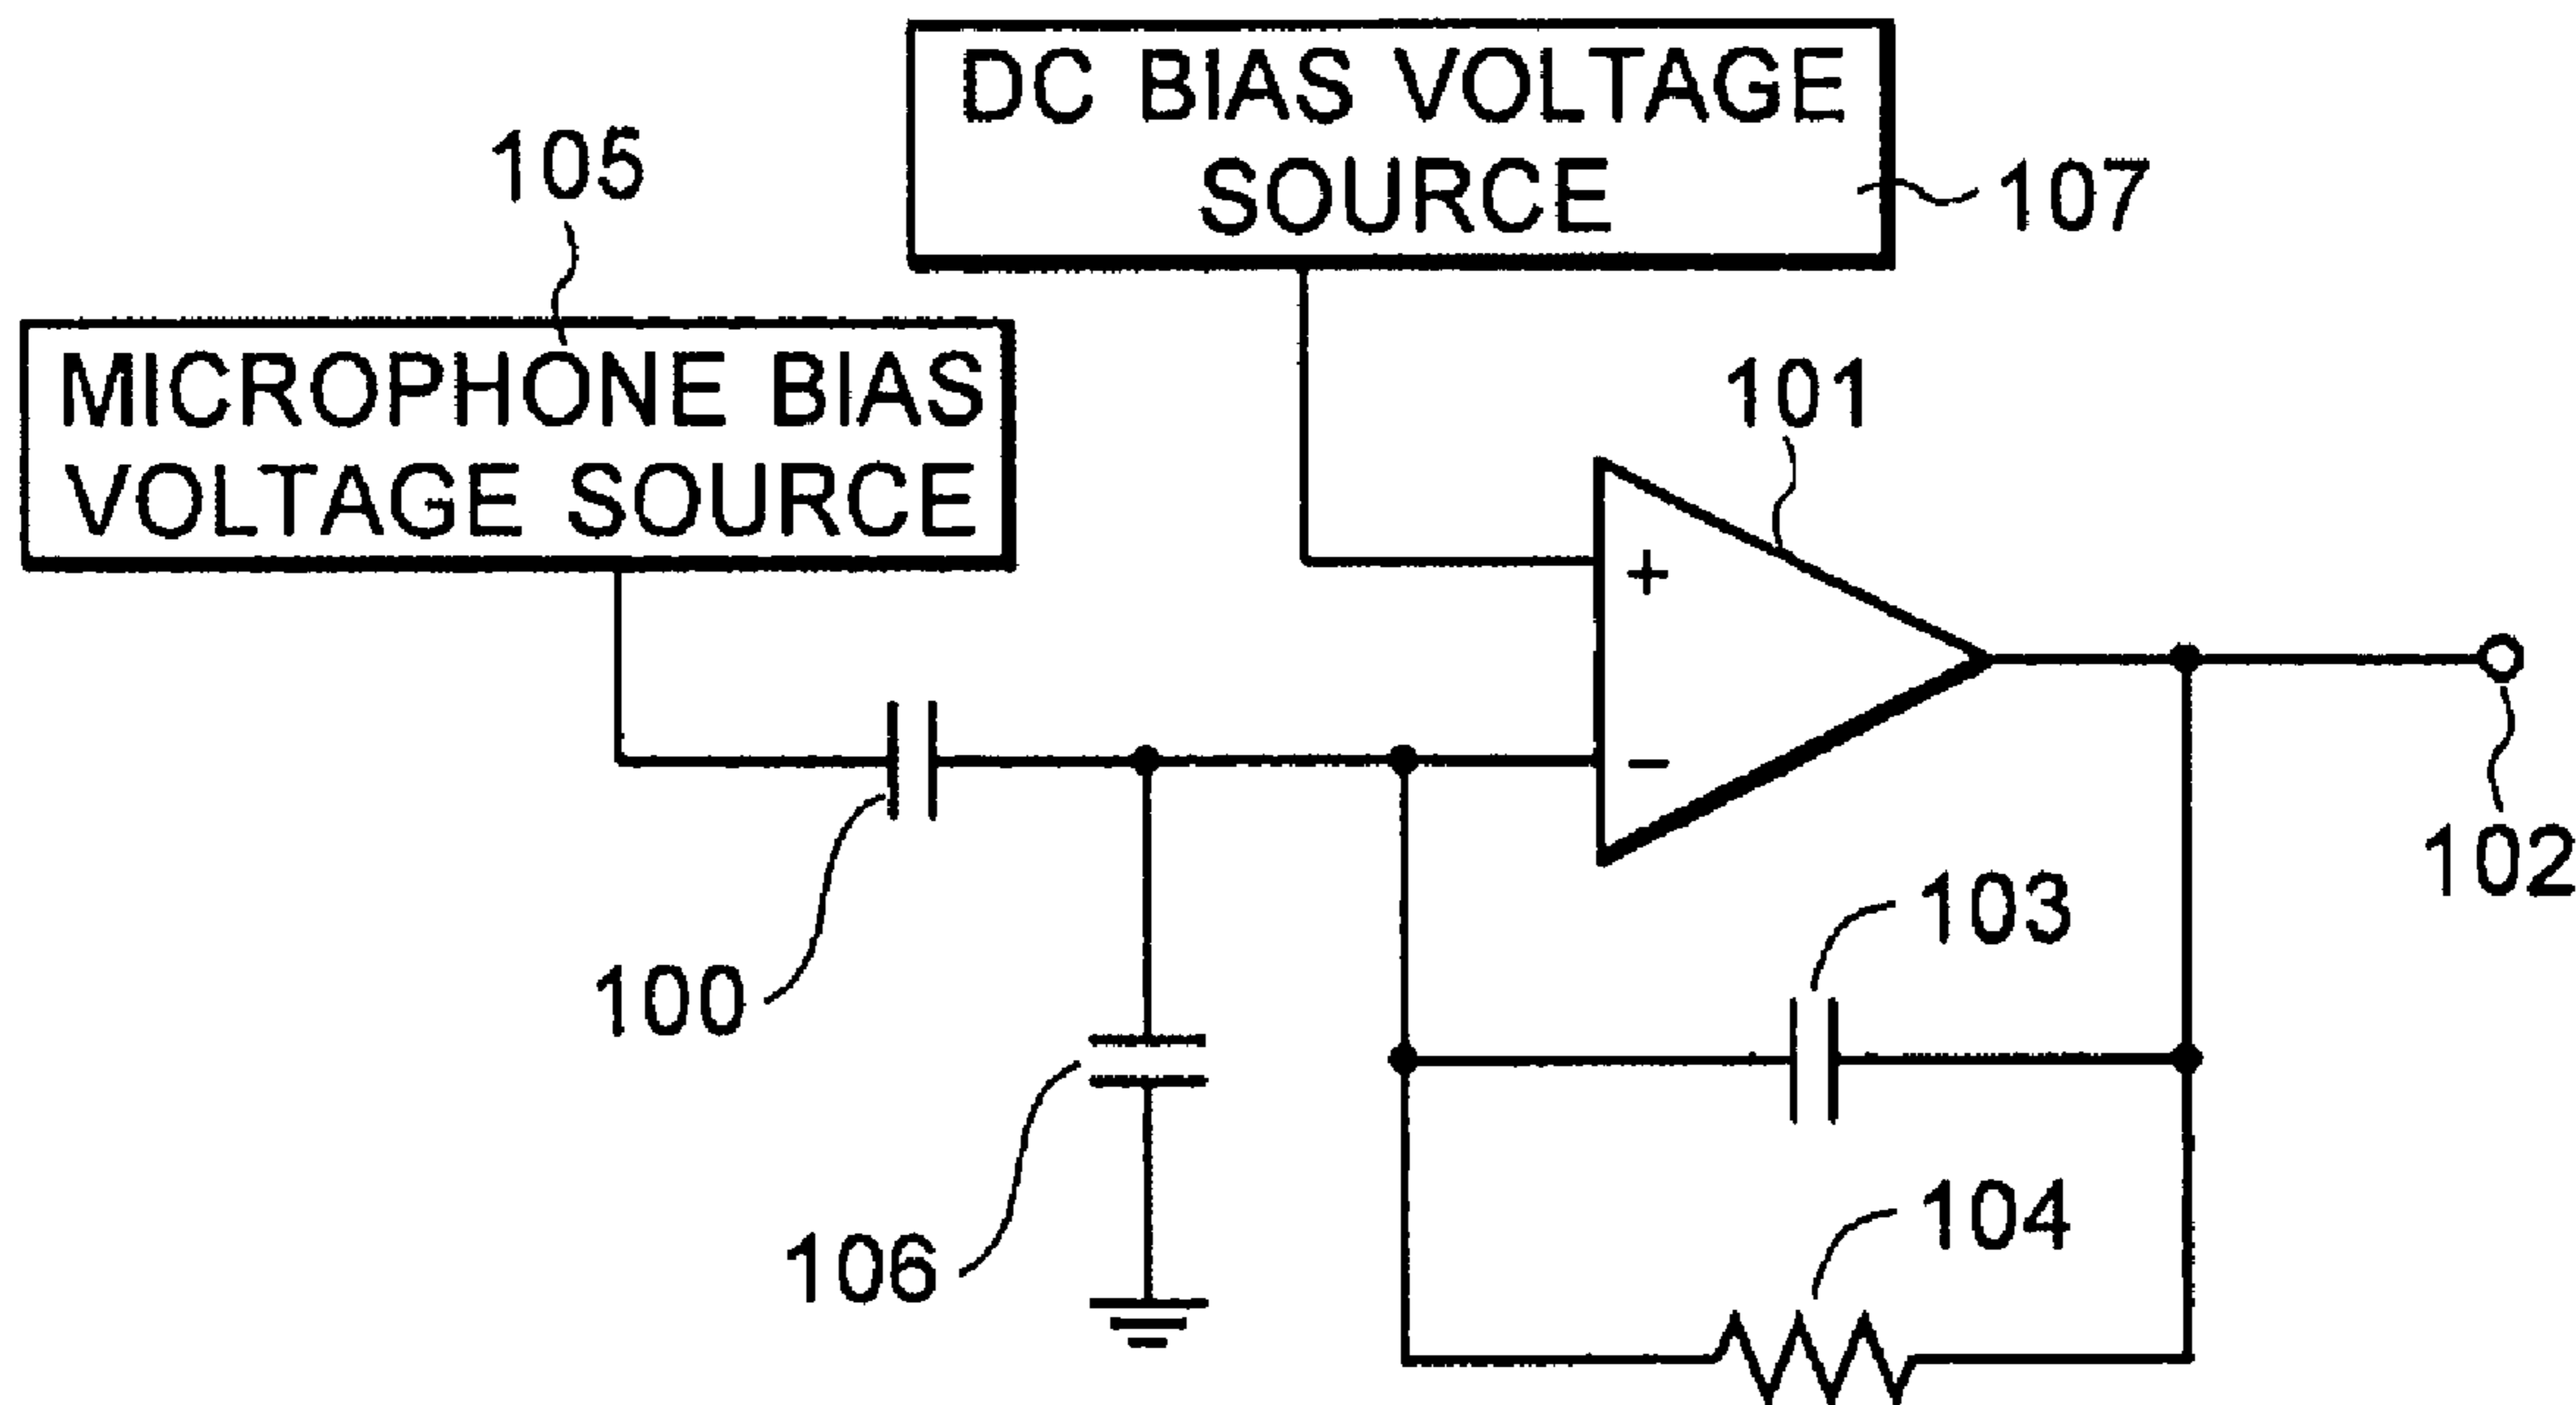 DC BIAS VOLTAGE
SOURCE
107
105
MICROPHONE BIAS
VOLTAGE SOURCE
101
+
−
102
100
103
106
104